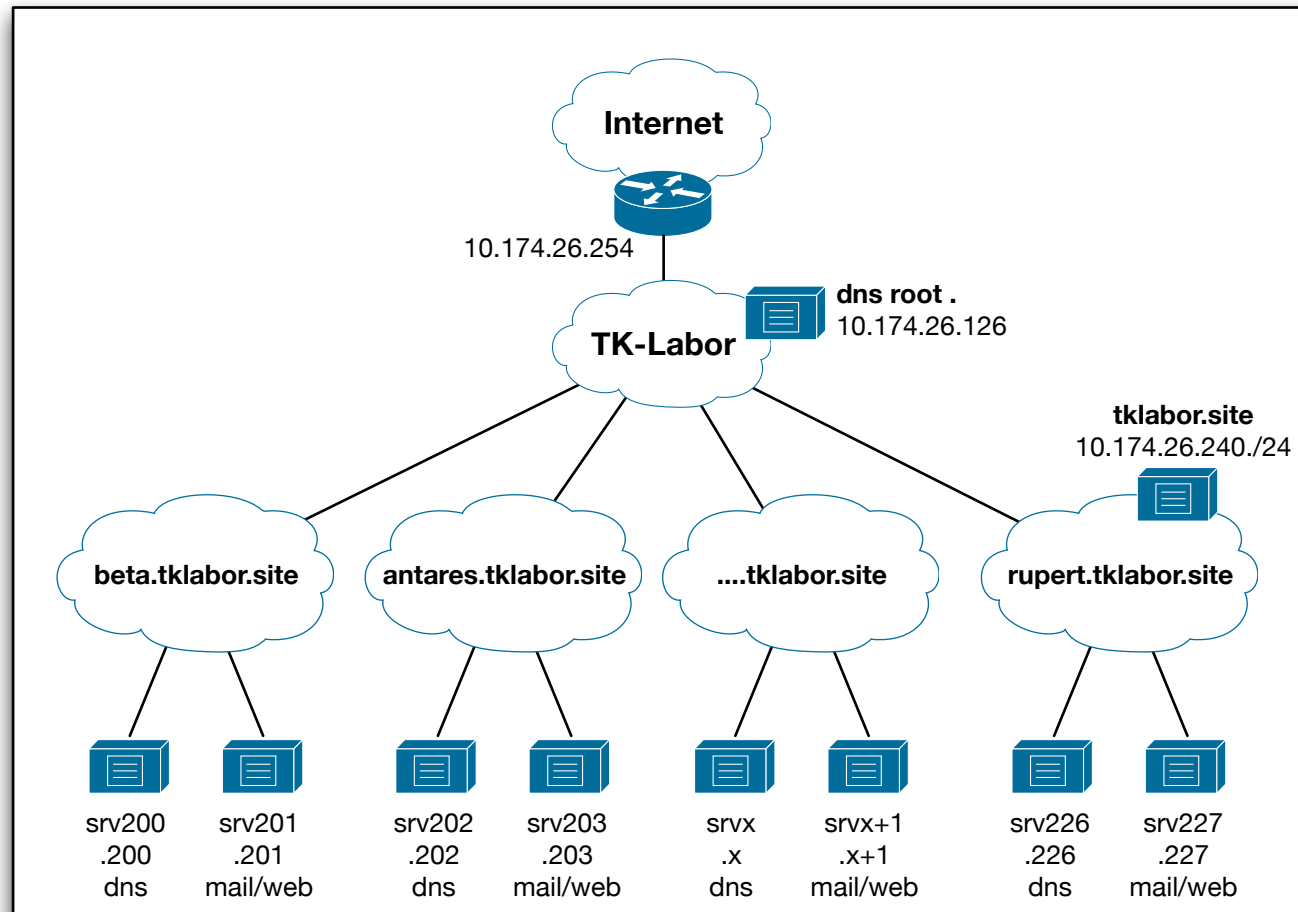 Internet
10.174.26.254
dns root .
10.174.26.126
TK-Labor
tklabor.site
10.174.26.240./24
beta.tklabor.site
antares.tklabor.site
....tklabor.site
rupert.tklabor.site
srv200
.200
dns
srv201
.201
mail/web
srv202
.202
dns
srv203
.203
mail/web
srvx
.x
dns
srvx+1
.x+1
mail/web
srv226
.226
dns
srv227
.227
mail/web